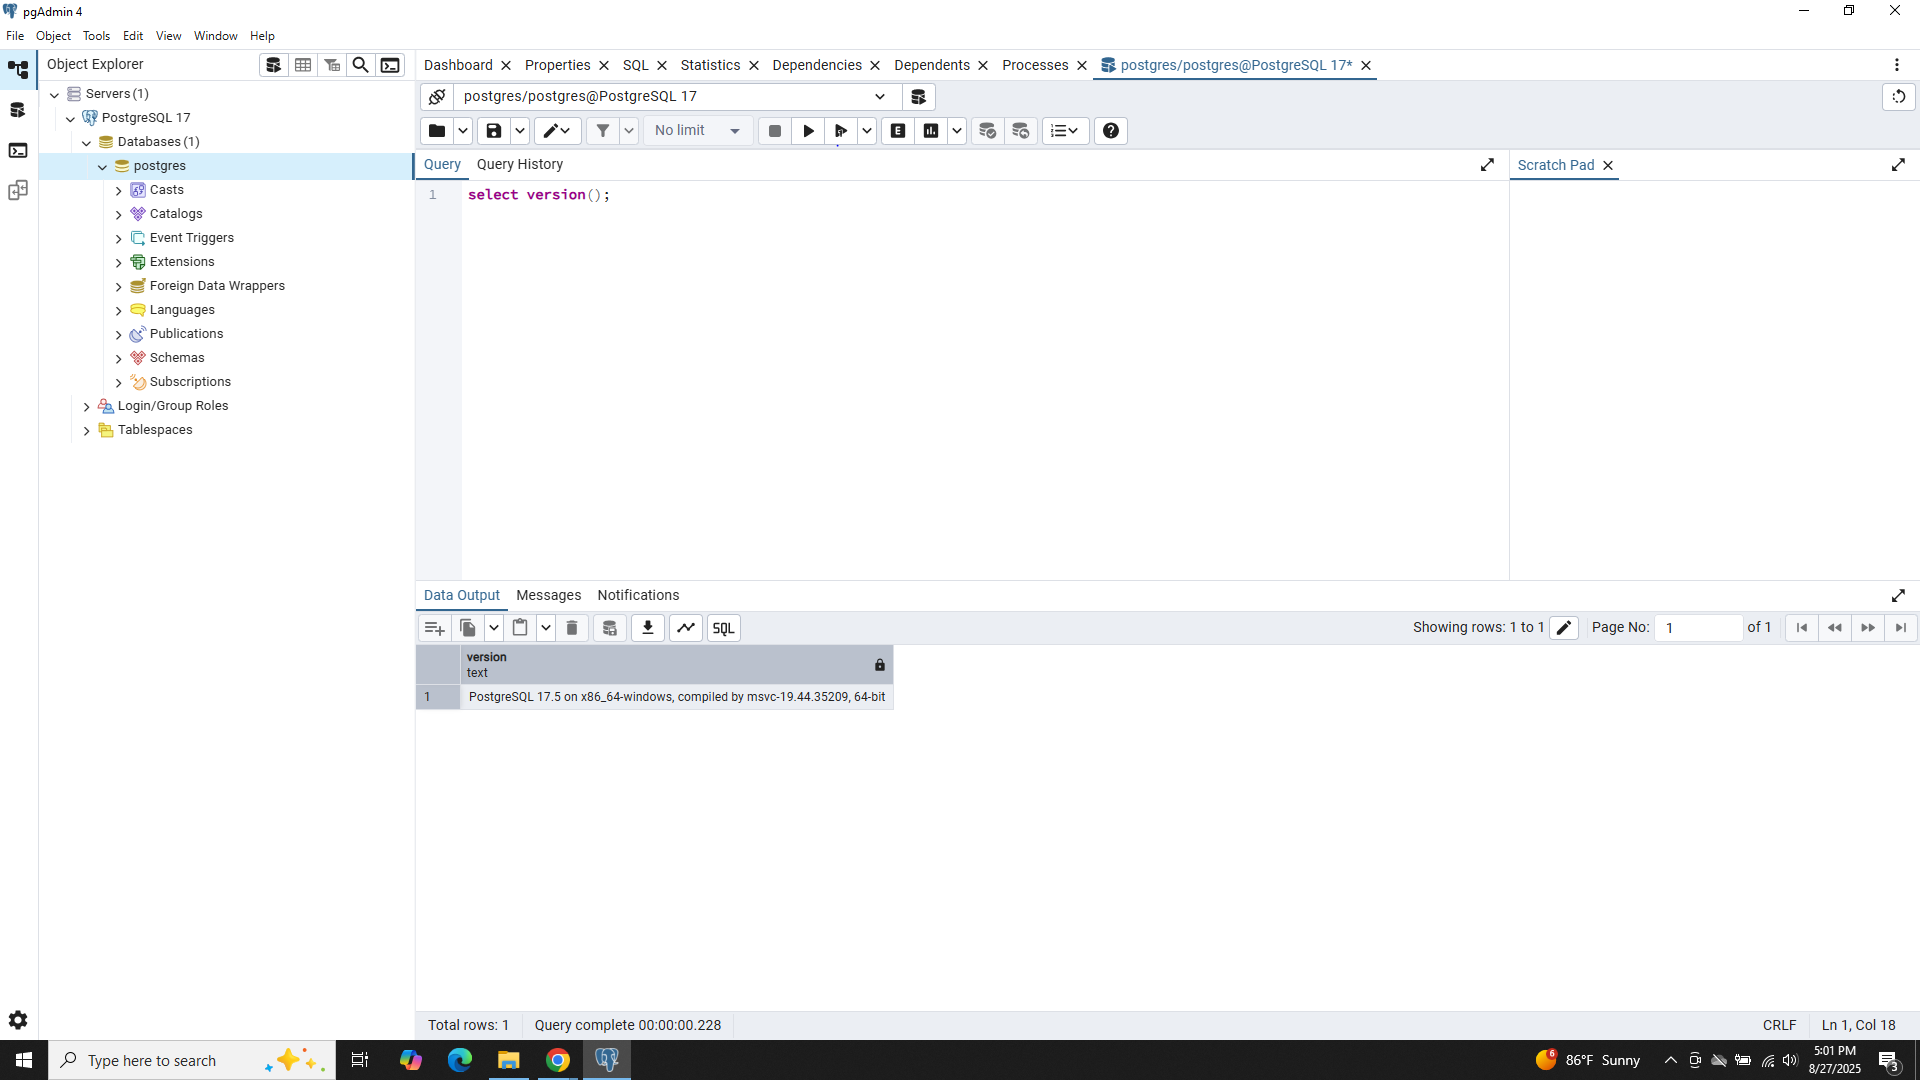 pgAdmin 4
File Object Tools Edit View Window Help
Object Explorer
Servers (1)
PostgreSQL 17
Databases (1)
postgres
Casts
Catalogs
Event Triggers
Extensions
Foreign Data Wrappers
Languages
Publications
Schemas
Subscriptions
Login/Group Roles
Tablespaces
Dashboard Properties SQL Statistics Dependencies Dependents Processes postgres/postgres@PostgreSQL 17*
postgres/postgres@PostgreSQL 17
No limit E
Query Query History
Scratch Pad
1 select version();
Data Output Messages Notifications
SQL Showing rows: 1 to 1 Page No: 1 of 1
version
text
1 PostgreSQL 17.5 on x86_64-windows, compiled by msvc-19.44.35209, 64-bit
Total rows: 1 Query complete 00:00:00.228 CRLF Ln 1, Col 18
Type here to search
6 86°F Sunny
5:01 PM
8/27/2025
3